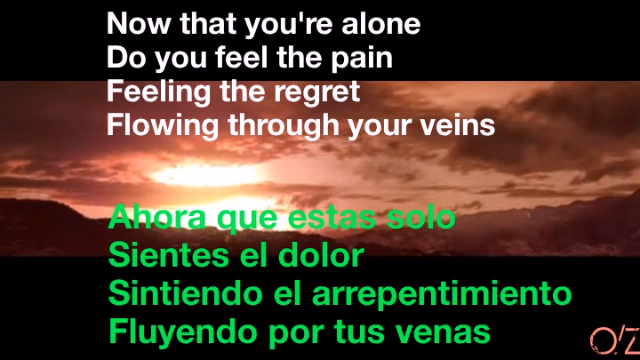 Now that you're alone
Do you feel the pain
Feeling the regret
Flowing through your veins
Ahora que estas solo
Sientes el dolor
Sintiendo el arrepentimiento
Fluyendo por tus venas
O/Z